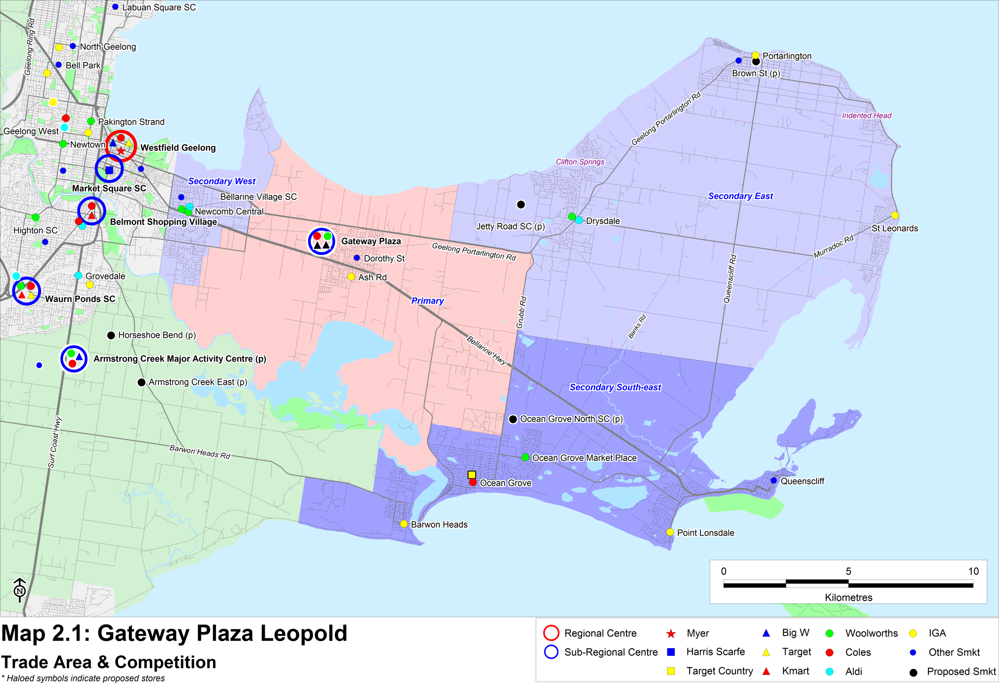 Labuan Square SC
Geelong Ring Rd
North Geelong
Bell Park
Portarlington
Brown St (p)
Geelong Portarlington Rd
Indented Head
Pakington Strand
Geelong West
Newtown
Westfield Geelong
Clifton Springs
Secondary West
Market Square SC
Bellarine Village SC
Secondary East
Newcomb Central
Belmont Shopping Village
Drysdale
Jetty Road SC (p)
St Leonards
Highton SC
Gateway Plaza
Geelong Portarlington Rd
Murradoc Rd
Dorothy St
Grovedale
Ash Rd
Queenscliff Rd
Waurn Ponds SC
Primary
Grubb Rd
Banks Rd
Horseshoe Bend (p)
Bellarine Hwy
Armstrong Creek Major Activity Centre (p)
Armstrong Creek East (p)
Secondary South-east
Ocean Grove North SC (p)
Surf Coast Hwy
Barwon Heads Rd
Ocean Grove Market Place
Ocean Grove
Queenscliff
Barwon Heads
Point Lonsdale
N
0 5 10
Kilometres
Map 2.1: Gateway Plaza Leopold
Trade Area & Competition
* Haloed symbols indicate proposed stores
Regional Centre Myer Big W Woolworths IGA
Sub-Regional Centre Harris Scarfe Target Coles Other Smkt
Target Country Kmart Aldi Proposed Smkt